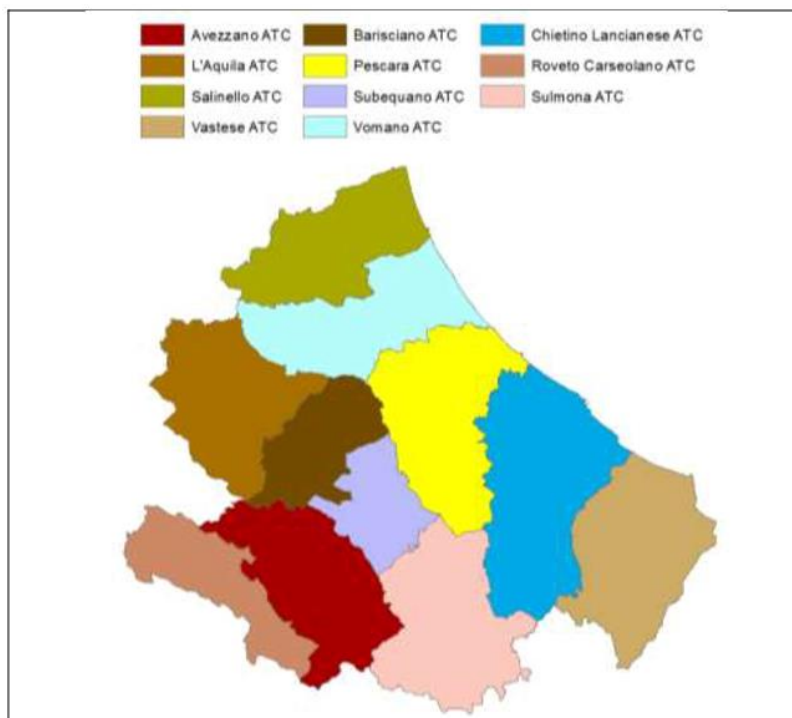 Avezzano ATC
Barisciano ATC
Chietino Lancianese ATC
L'Aquila ATC
Pescara ATC
Roveto Carseolano ATC
Salinello ATC
Subequano ATC
Sulmona ATC
Vastese ATC
Vomano ATC